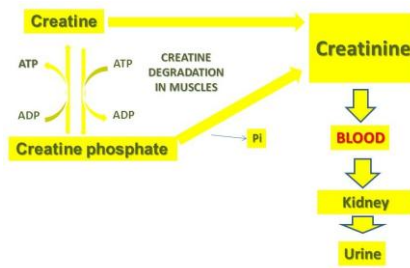 Creatine
Creatinine
ATP
ATP
CREATINE
DEGRADATION
IN MUSCLES
ADP
ADP
Creatine phosphate
Pi
BLOOD
Kidney
Urine